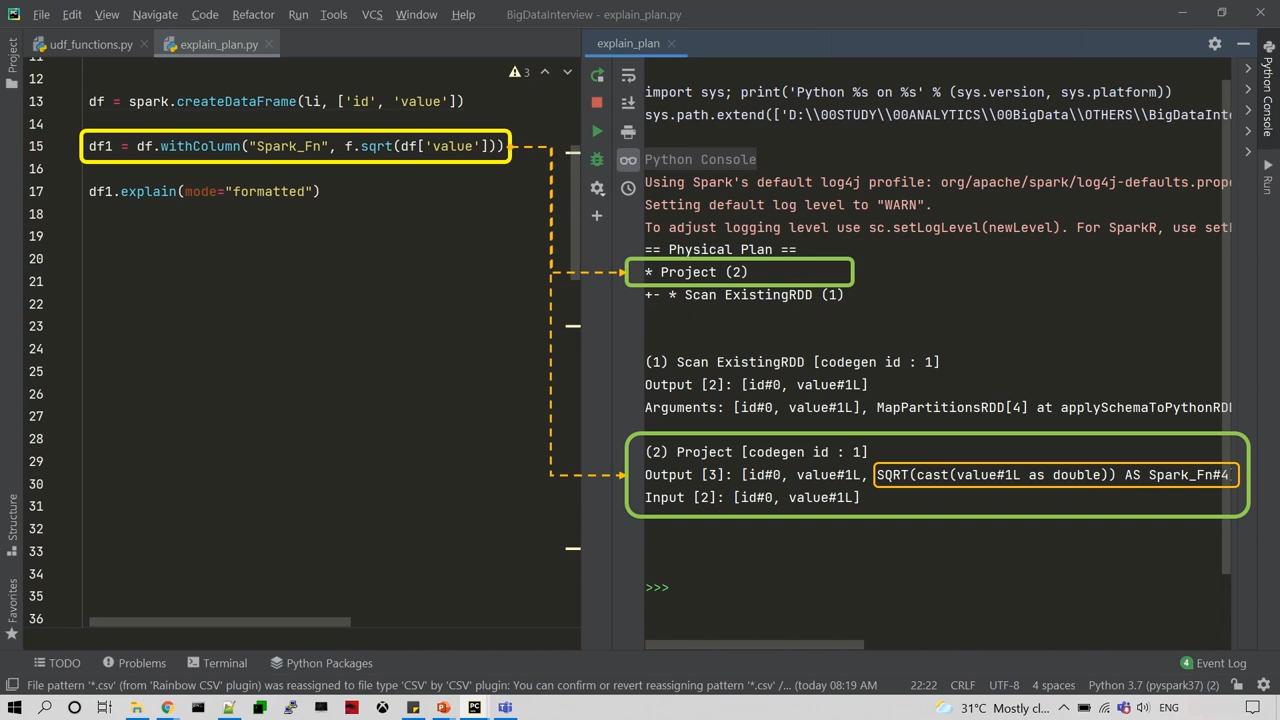 File Edit View Navigate Code Refactor Run Tools VCS Window Help BigDataInterview - explain_plan.py
udf_functions.py explain_plan.py explain_plan
Project
Structure
Favorites
Python Console
Run
3
11
12
13 df = spark.createDataFrame(li, ['id', 'value'])
14
15 df1 = df.withColumn("Spark_Fn", f.sqrt(df['value']))
16
17 df1.explain(mode="formatted")
18
19
20
21
22
23
24
25
26
27
28
29
30
31
32
33
34
35
36
import sys; print('Python %s on %s' % (sys.version, sys.platform))
sys.path.extend(['D:\\00STUDY\\00ANALYTICS\\00BigData\\OTHERS\\BigDataInte
Python Console
Using Spark's default log4j profile: org/apache/spark/log4j-defaults.prope
Setting default log level to "WARN".
To adjust logging level use sc.setLogLevel(newLevel). For SparkR, use setL
== Physical Plan ==
* Project (2)
+- * Scan ExistingRDD (1)
(1) Scan ExistingRDD [codegen id : 1]
Output [2]: [id#0, value#1L]
Arguments: [id#0, value#1L], MapPartitionsRDD[4] at applySchemaToPythonRDD
(2) Project [codegen id : 1]
Output [3]: [id#0, value#1L, SQRT(cast(value#1L as double)) AS Spark_Fn#4
Input [2]: [id#0, value#1L]
>>>
TODO Problems Terminal Python Packages 4 Event Log
File pattern '*.csv' (from 'Rainbow CSV' plugin) was reassigned to file type 'CSV' by 'CSV' plugin: You can confirm or revert reassigning pattern '*.csv' /... (today 08:19 AM) 22:22 CRLF UTF-8 4 spaces Python 3.7 (pyspark37) (2)
31°C Mostly c... ENG